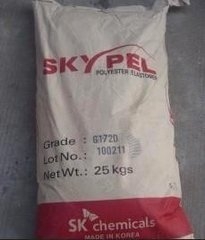 SKYPEL
POLYESTER ELASTOMER
Grade : G1720
Lot No. : 100211
Net Wt. : 25 kgs
SK chemicals
MADE IN KOREA